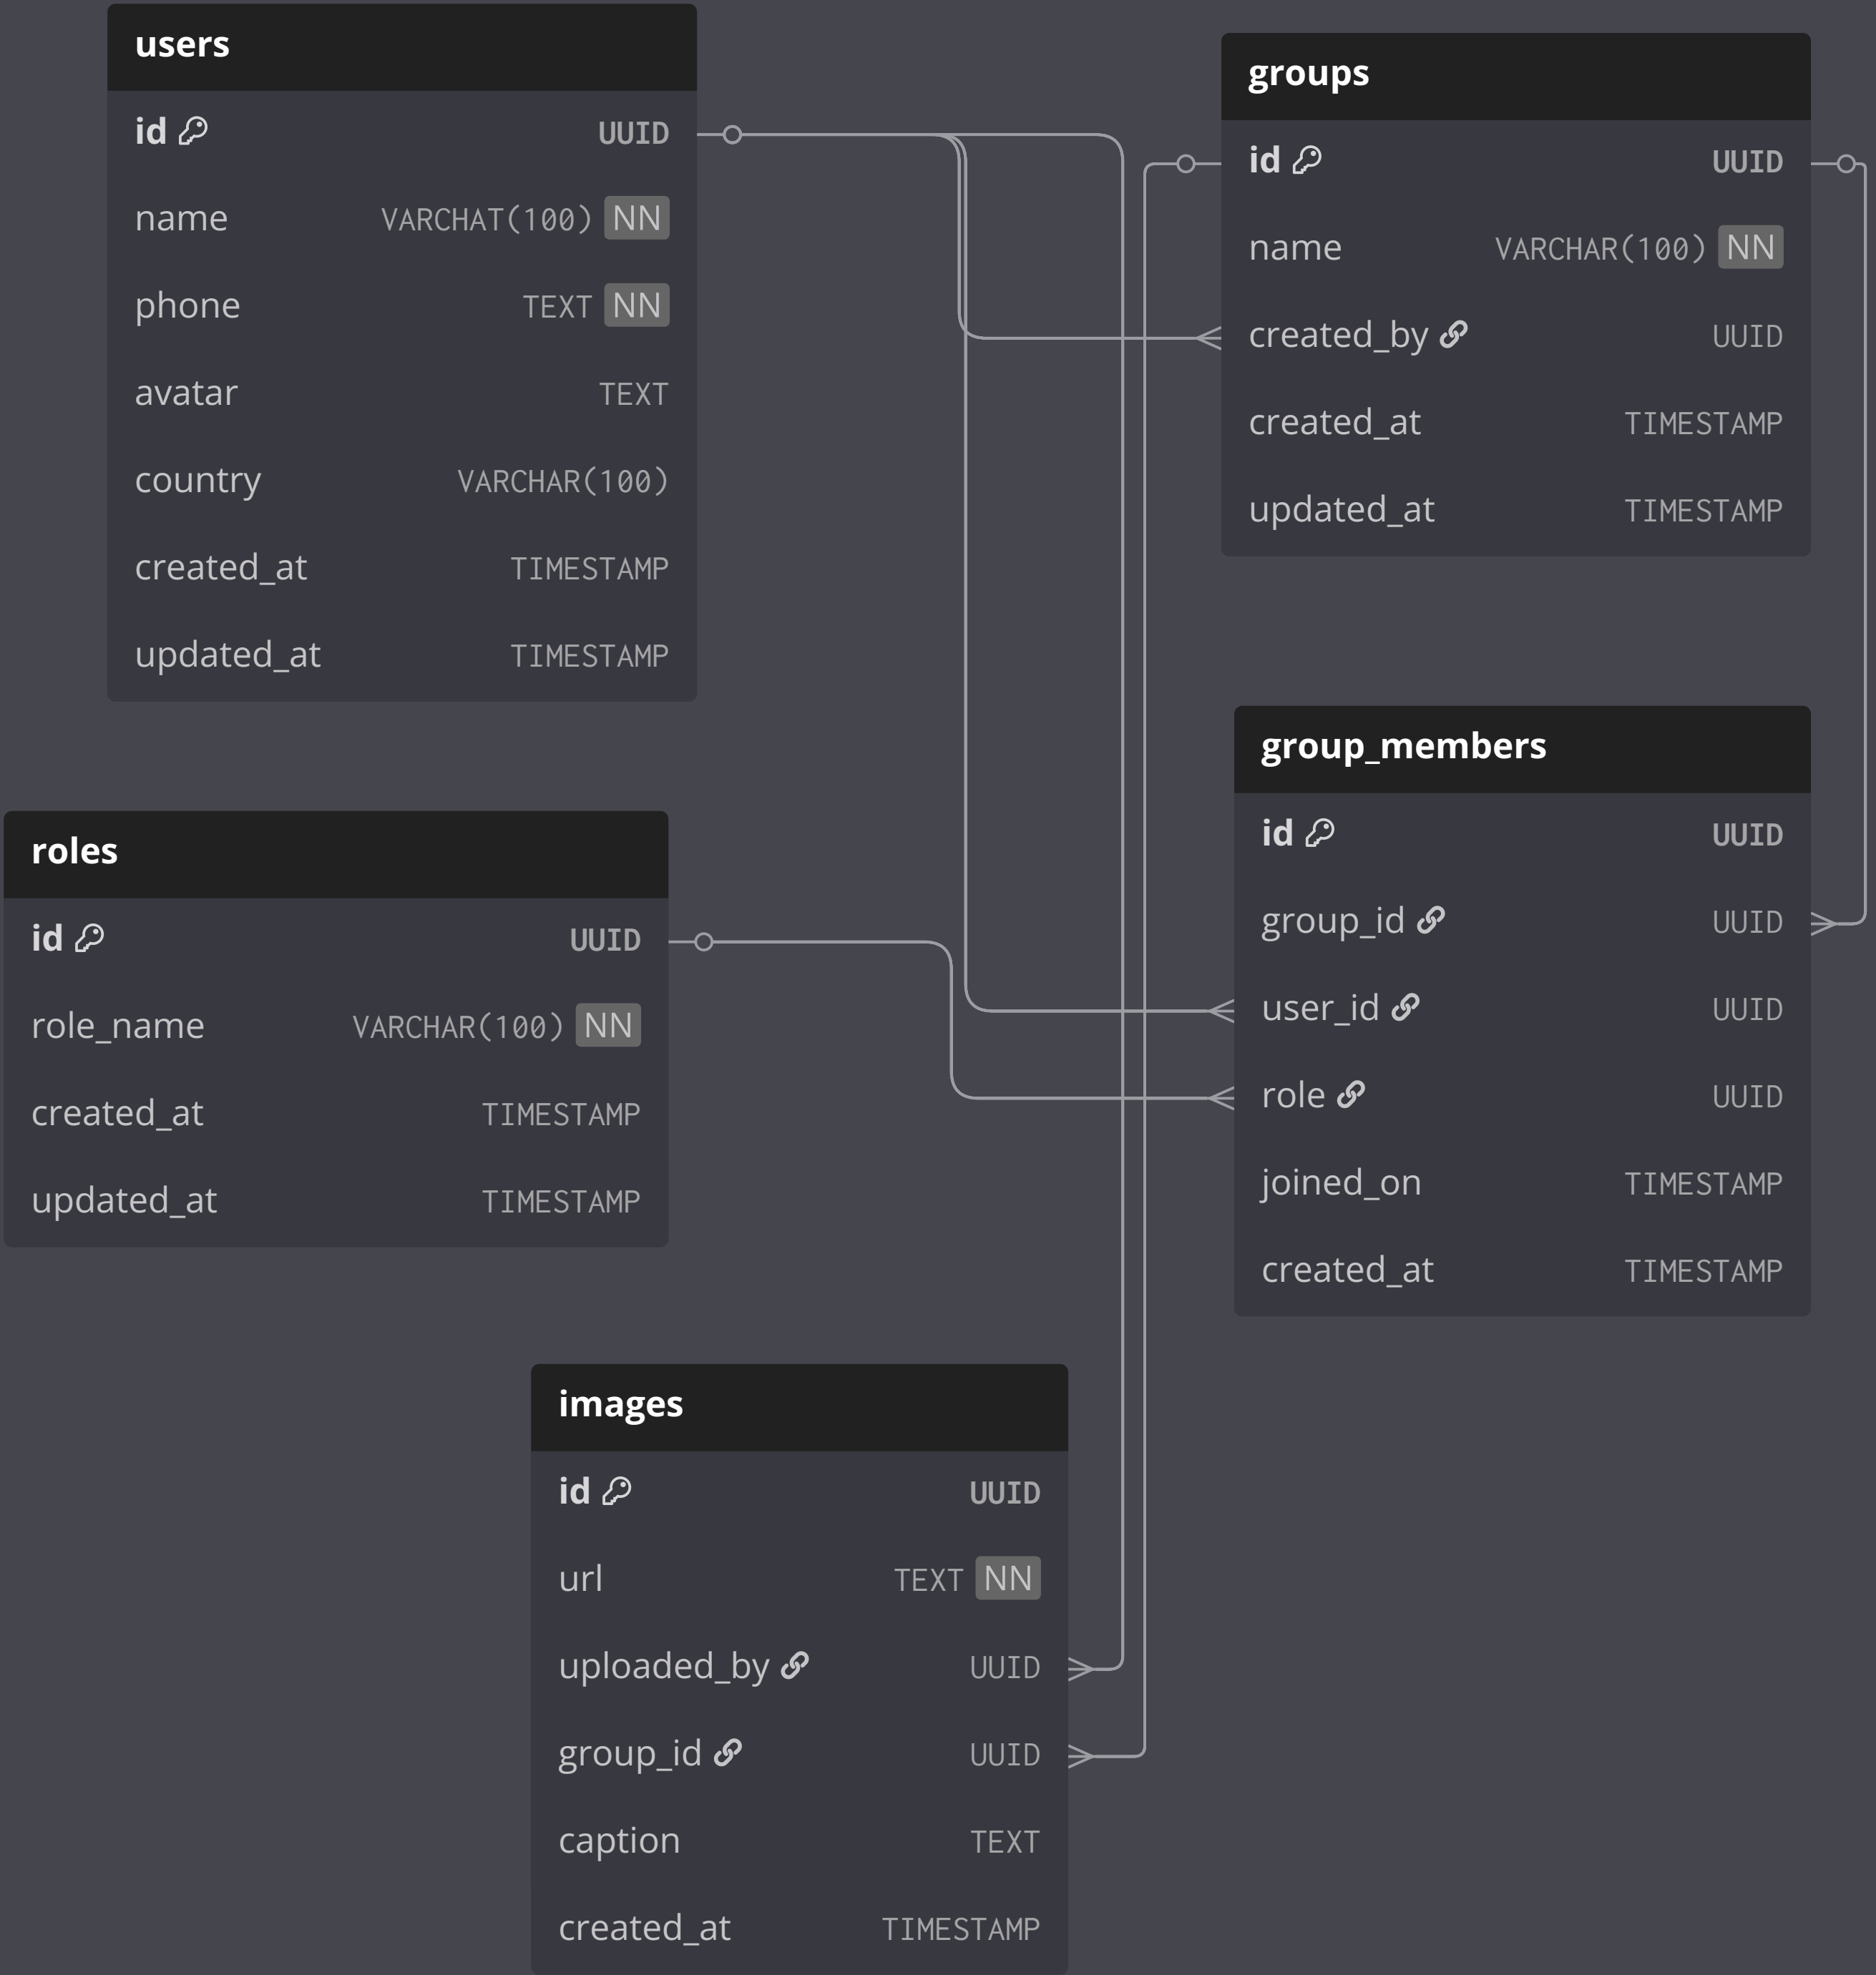 users
id UUID
name VARCHAT(100) NN
phone TEXT NN
avatar TEXT
country VARCHAR(100)
created_at TIMESTAMP
updated_at TIMESTAMP
groups
id UUID
name VARCHAR(100) NN
created_by UUID
created_at TIMESTAMP
updated_at TIMESTAMP
roles
id UUID
role_name VARCHAR(100) NN
created_at TIMESTAMP
updated_at TIMESTAMP
group_members
id UUID
group_id UUID
user_id UUID
role UUID
joined_on TIMESTAMP
created_at TIMESTAMP
images
id UUID
url TEXT NN
uploaded_by UUID
group_id UUID
caption TEXT
created_at TIMESTAMP